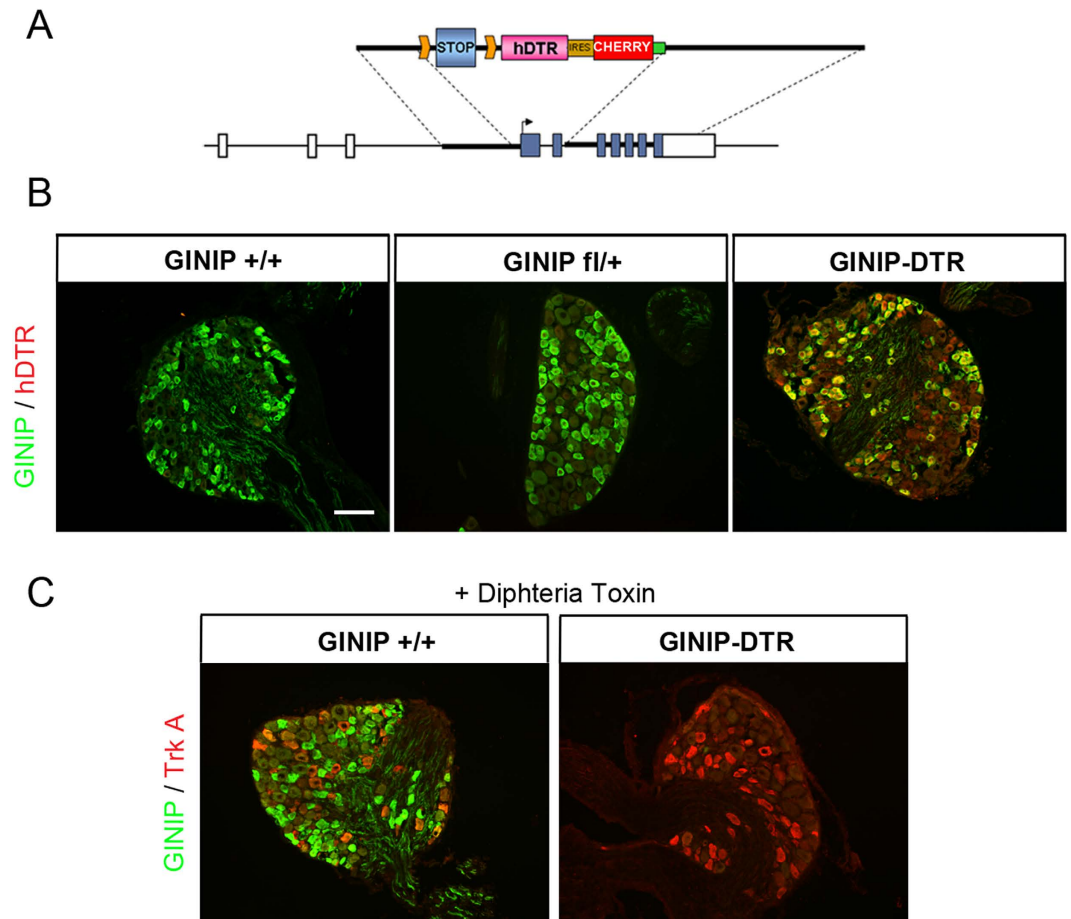 A
STOP hDTR IRES CHERRY
B
GINIP +/+ GINIP fl/+ GINIP-DTR
GINIP / hDTR
C
+ Diphteria Toxin
GINIP +/+ GINIP-DTR
GINIP / Trk A